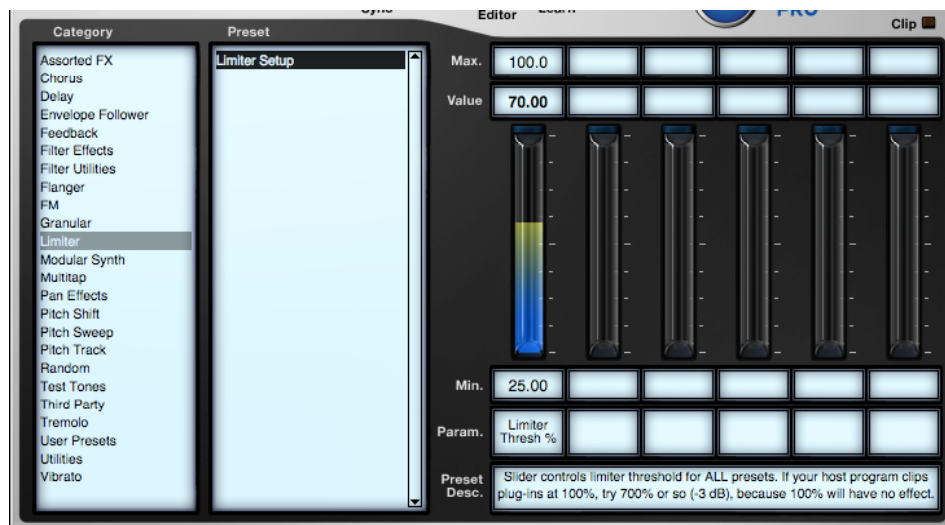 Editor
Clip
Category
Preset
Assorted FX
Chorus
Delay
Envelope Follower
Feedback
Filter Effects
Filter Utilities
Flanger
FM
Granular
Limiter
Modular Synth
Multitap
Pan Effects
Pitch Shift
Pitch Sweep
Pitch Track
Random
Test Tones
Third Party
Tremolo
User Presets
Utilities
Vibrato
Limiter Setup
Max.
100.0
Value
70.00
Min.
25.00
Param.
Limiter
Thresh %
Preset
Desc.
Slider controls limiter threshold for ALL presets. If your host program clips
plug-ins at 100%, try 700% or so (-3 dB), because 100% will have no effect.